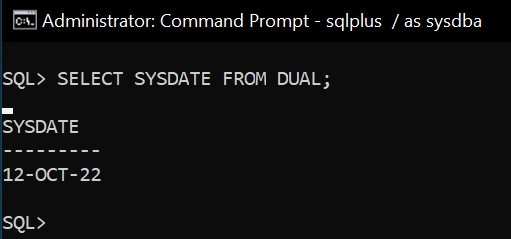 Administrator: Command Prompt - sqlplus  / as sysdba
SQL> SELECT SYSDATE FROM DUAL;
SYSDATE
---------
12-OCT-22
SQL>